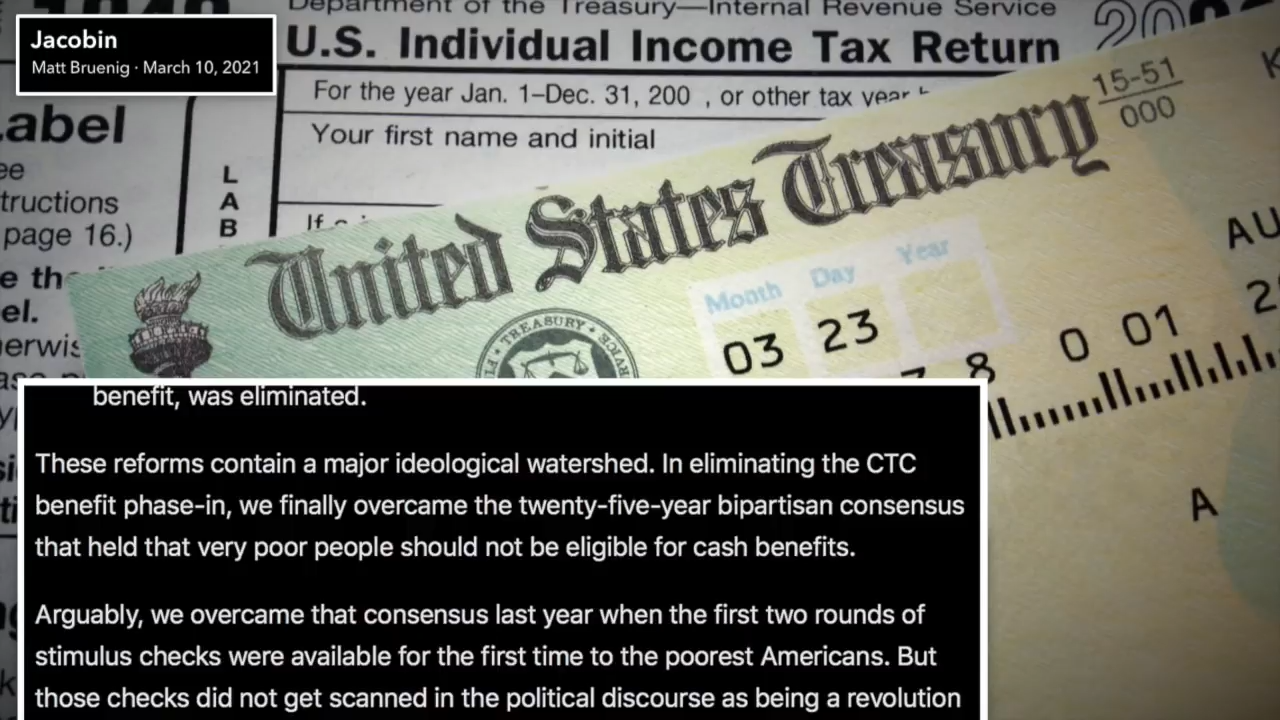 Jacobin
Matt Bruenig · March 10, 2021
Department of the Treasury—Internal Revenue Service
U.S. Individual Income Tax Return
For the year Jan. 1–Dec. 31, 200 , or other tax year
Your first name and initial
L
A
B
page 16.)
United States Treasury
15-51
000
Month Day Year
03 23
8 0 01
TREASURY
A
benefit, was eliminated.
These reforms contain a major ideological watershed. In eliminating the CTC
benefit phase-in, we finally overcame the twenty-five-year bipartisan consensus
that held that very poor people should not be eligible for cash benefits.
Arguably, we overcame that consensus last year when the first two rounds of
stimulus checks were available for the first time to the poorest Americans. But
those checks did not get scanned in the political discourse as being a revolution